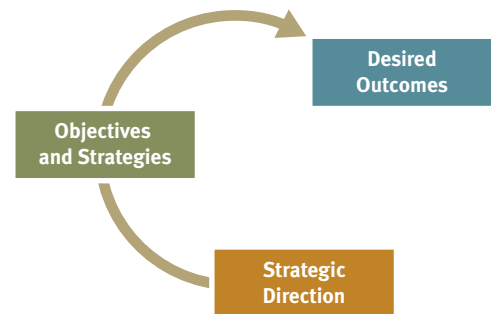 Desired
Outcomes
Objectives
and Strategies
Strategic
Direction